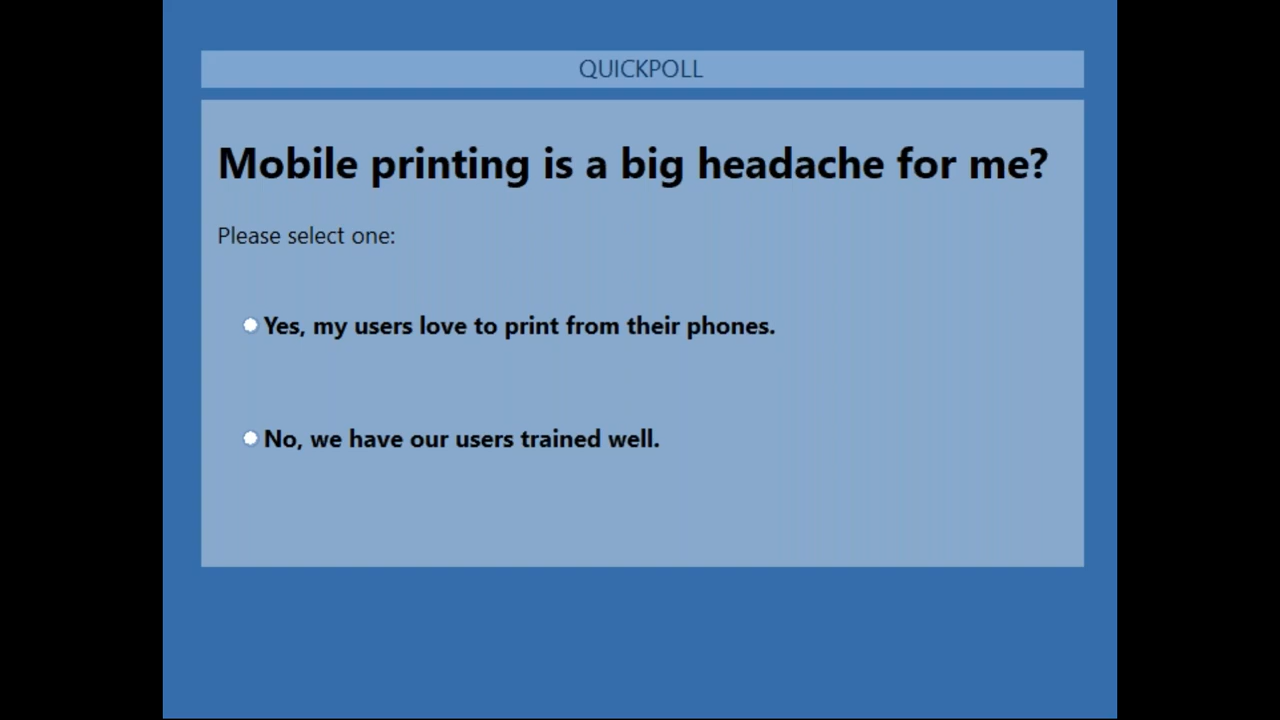 QUICKPOLL
Mobile printing is a big headache for me?
Please select one:
Yes, my users love to print from their phones.
No, we have our users trained well.